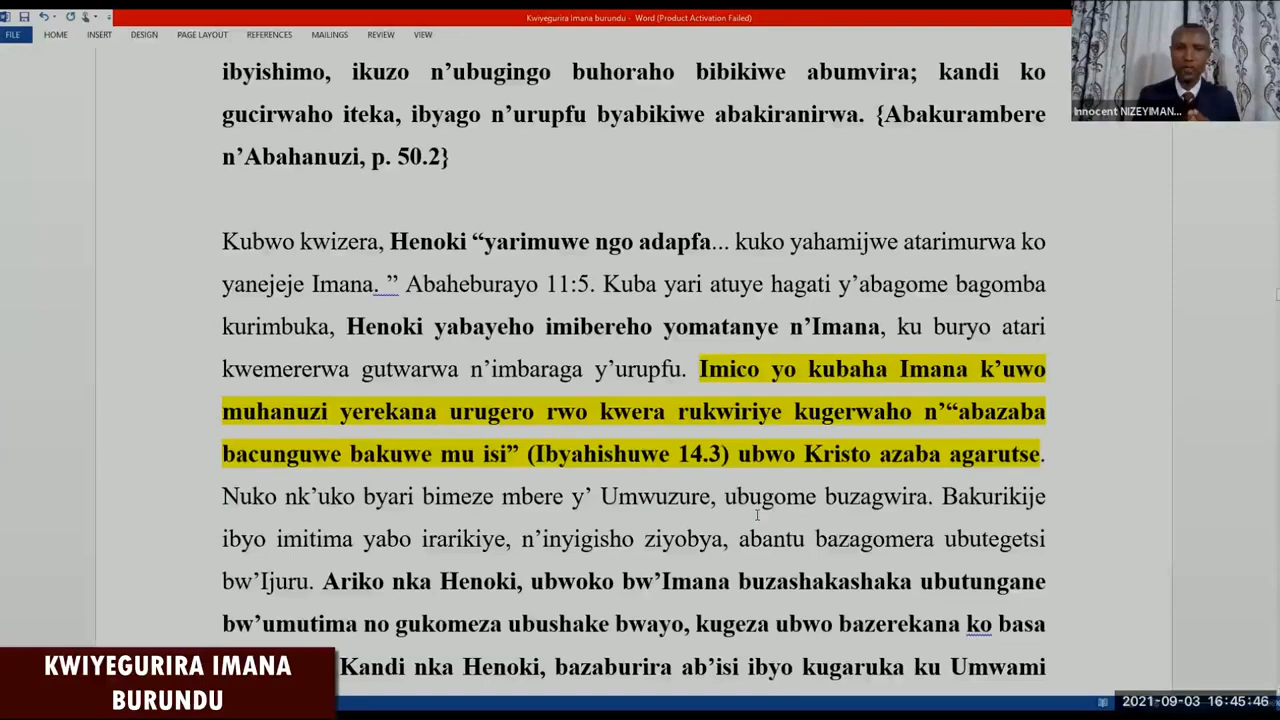 Kwiyegurira Imana burundu - Word (Product Activation Failed)
FILE HOME INSERT DESIGN PAGE LAYOUT REFERENCES MAILINGS REVIEW VIEW
Innocent NIZEYIMAN...
ibyishimo, ikuzo n’ubugingo buhoraho bibikiwe abumvira; kandi ko
gucirwaho iteka, ibyago n’urupfu byabikiwe abakiranirwa. {Abakurambere
n’Abahanuzi, p. 50.2}
Kubwo kwizera, Henoki “yarimuwe ngo adapfa... kuko yahamijwe atarimurwa ko
yanejeje Imana. ” Abaheburayo 11:5. Kuba yari atuye hagati y’abagome bagomba
kurimbuka, Henoki yabayeho imibereho yomatanye n’Imana, ku buryo atari
kwemererwa gutwarwa n’imbaraga y’urupfu. Imico yo kubaha Imana k’uwo
muhanuzi yerekana urugero rwo kwera rukwiriye kugerwaho n’“abazaba
bacunguwe bakuwe mu isi” (Ibyahishuwe 14.3) ubwo Kristo azaba agarutse.
Nuko nk’uko byari bimeze mbere y’ Umwuzure, ubugome buzagwira. Bakurikije
ibyo imitima yabo irarikiye, n’inyigisho ziyobya, abantu bazagomera ubutegetsi
bw’Ijuru. Ariko nka Henoki, ubwoko bw’Imana buzashakashaka ubutungane
bw’umutima no gukomeza ubushake bwayo, kugeza ubwo bazerekana ko basa
Kandi nka Henoki, bazaburira ab’isi ibyo kugaruka ku Umwami
KWIYEGURIRA IMANA
BURUNDU
2021-09-03 16:45:46